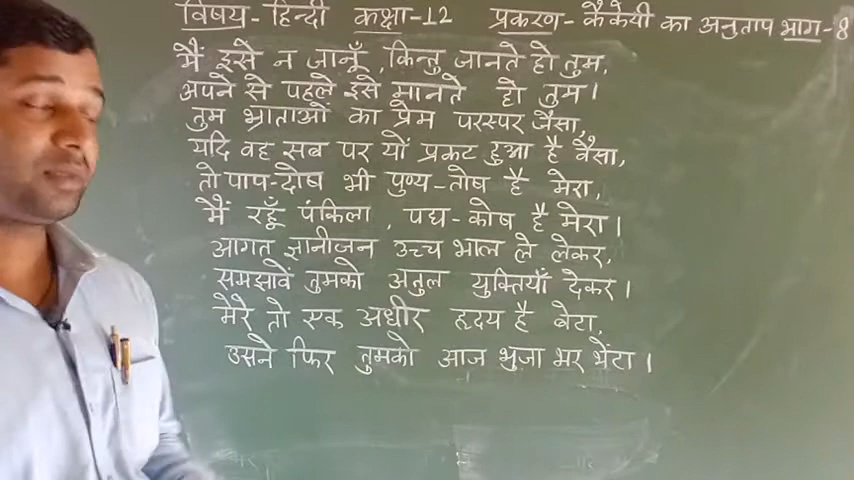 विषय - हिन्दी कक्षा-12 प्रकरण - कैकेयी का अनुताप भाग-8
मैं इसे न जानूँ, किन्तु जानते हो तुम,
अपने से पहले इसे मानते हो तुम।
तुम भ्राताओं का प्रेम परस्पर जैसा,
यदि वह सब पर यों प्रकट हुआ है वैसा,
तो पाप-दोष भी पुण्य-तोष है मेरा,
मैं रहूँ पंकिला, पद्म-कोष है मेरा।
आगत ज्ञानीजन उच्च भाल ले लेकर,
समझावें तुमको अतुल युक्तियाँ देकर।
मेरे तो एक अधीर हृदय है बेटा,
उसने फिर तुमको आज भुजा भर भेंटा।